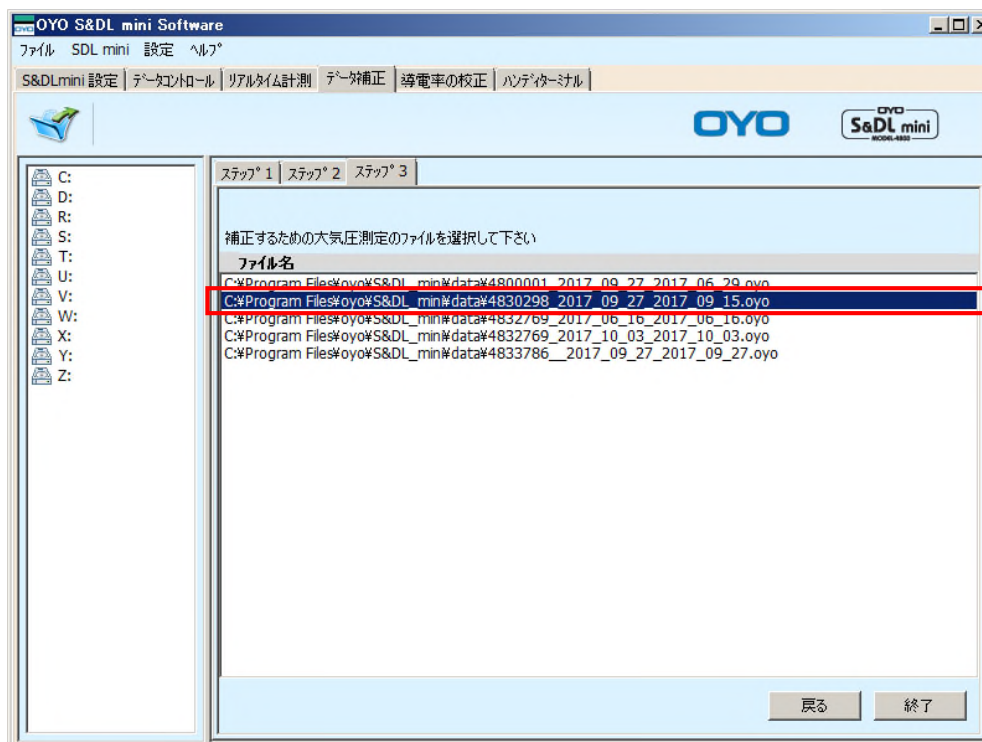 OYO S&DL mini Software
ファイル SDL mini 設定 ヘルプ
S&DLmini 設定 データコントロール リアルタイム計測 データ補正 導電率の校正 ハンディターミナル
OYO
OYO
S&DL mini
MODEL-4800
C:
D:
R:
S:
T:
U:
V:
W:
X:
Y:
Z:
ステップ 1 ステップ 2 ステップ 3
補正するための大気圧測定のファイルを選択して下さい
ファイル名
C:¥Program Files¥oyo¥S&DL_min¥data¥4800001_2017_09_27_2017_06_29.oyo
C:¥Program Files¥oyo¥S&DL_min¥data¥4830298_2017_09_27_2017_09_15.oyo
C:¥Program Files¥oyo¥S&DL_min¥data¥4832769_2017_06_16_2017_06_16.oyo
C:¥Program Files¥oyo¥S&DL_min¥data¥4832769_2017_10_03_2017_10_03.oyo
C:¥Program Files¥oyo¥S&DL_min¥data¥4833786__2017_09_27_2017_09_27.oyo
戻る 終了